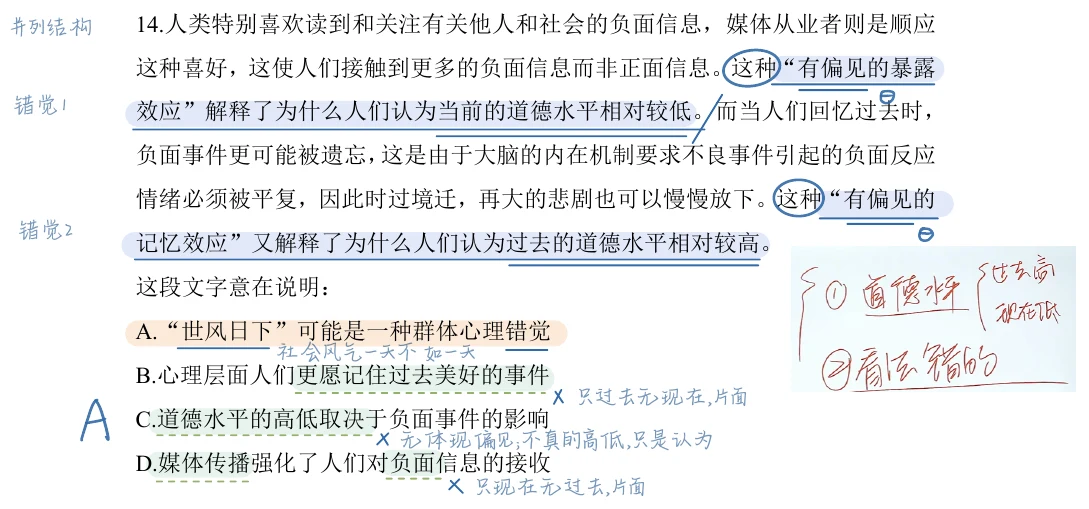 并列结构
14.人类特别喜欢读到和关注有关他人和社会的负面信息，媒体从业者则是顺应
这种喜好，这使人们接触到更多的负面信息而非正面信息。这种“有偏见的暴露
错觉1
效应”解释了为什么人们认为当前的道德水平相对较低。而当人们回忆过去时，
负面事件更可能被遗忘，这是由于大脑的内在机制要求不良事件引起的负面反应
情绪必须被平复，因此时过境迁，再大的悲剧也可以慢慢放下。这种“有偏见的
错觉2
记忆效应”又解释了为什么人们认为过去的道德水平相对较高。
这段文字意在说明：
A.“世风日下”可能是一种群体心理错觉
社会风气一天不如一天
B.心理层面人们更愿记住过去美好的事件
× 只过去无现在,片面
A
C.道德水平的高低取决于负面事件的影响
× 无体现偏见;不真的高低,只是认为
D.媒体传播强化了人们对负面信息的接收
× 只现在无过去,片面
① 道德水平
过去高
现在低
②看法错的